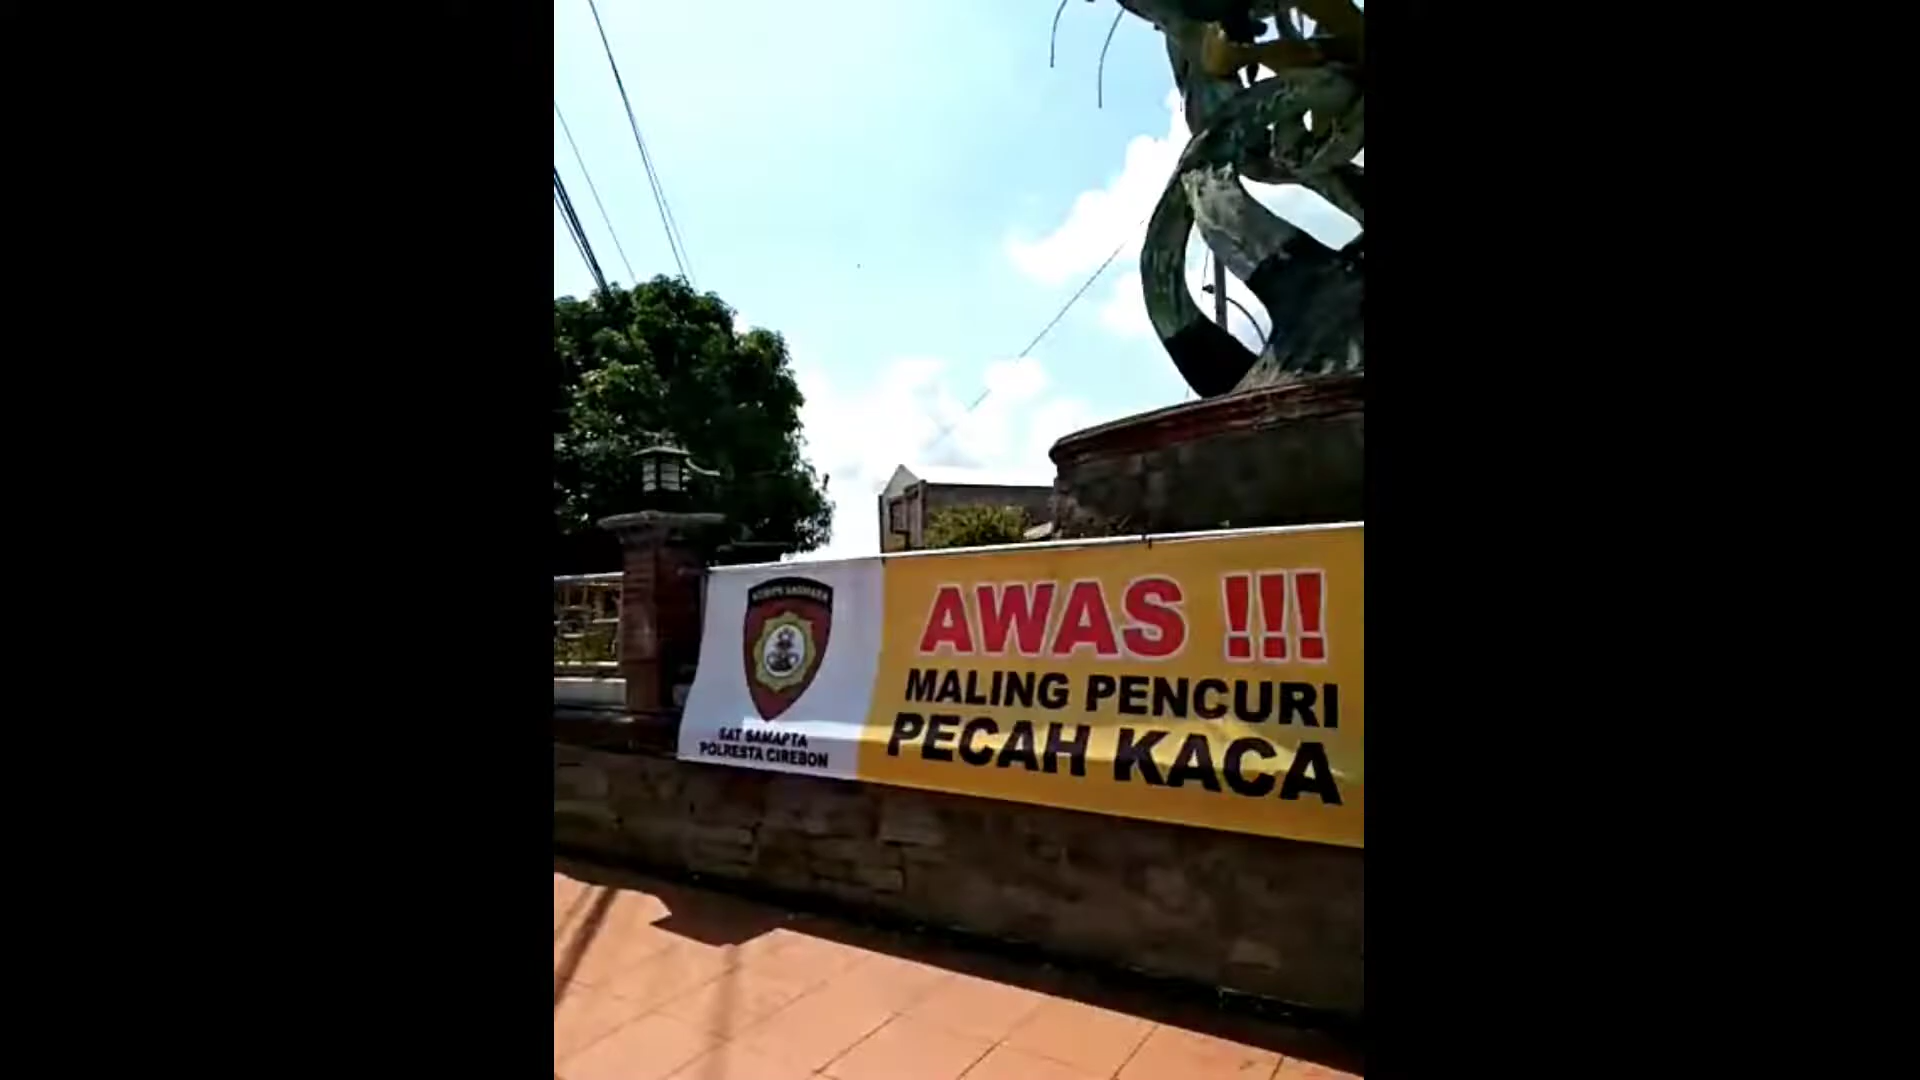 SAT SAMAPTA
POLRESTA CIREBON
AWAS !!!
MALING PENCURI
PECAH KACA